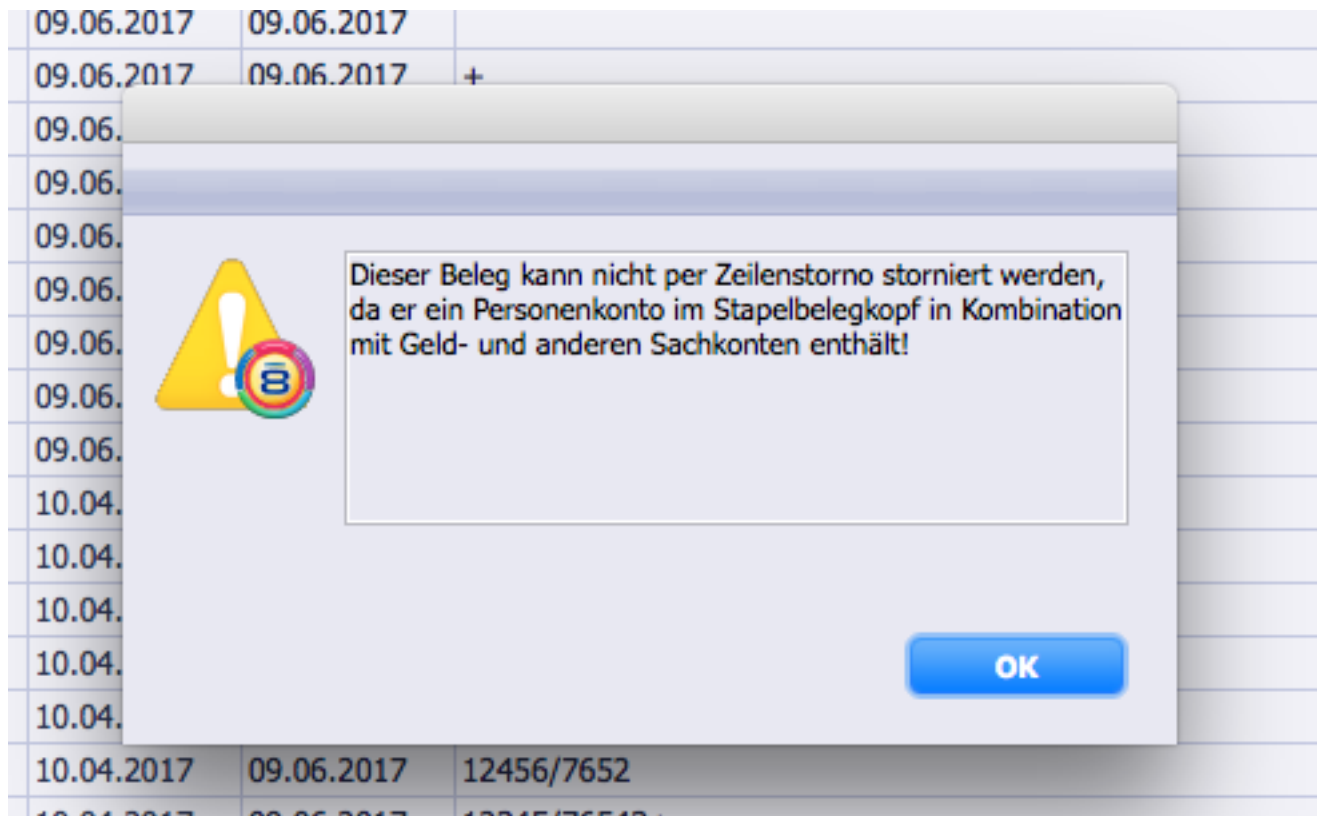 09.06.2017 09.06.2017
09.06.2017 09.06.2017 +
09.06.
09.06.
09.06.
09.06.
09.06.
09.06.
09.06.
10.04.
10.04.
10.04.
10.04.
10.04.
10.04.2017 09.06.2017 12456/7652
Dieser Beleg kann nicht per Zeilenstorno storniert werden,
da er ein Personenkonto im Stapelbelegkopf in Kombination
mit Geld- und anderen Sachkonten enthält!
OK